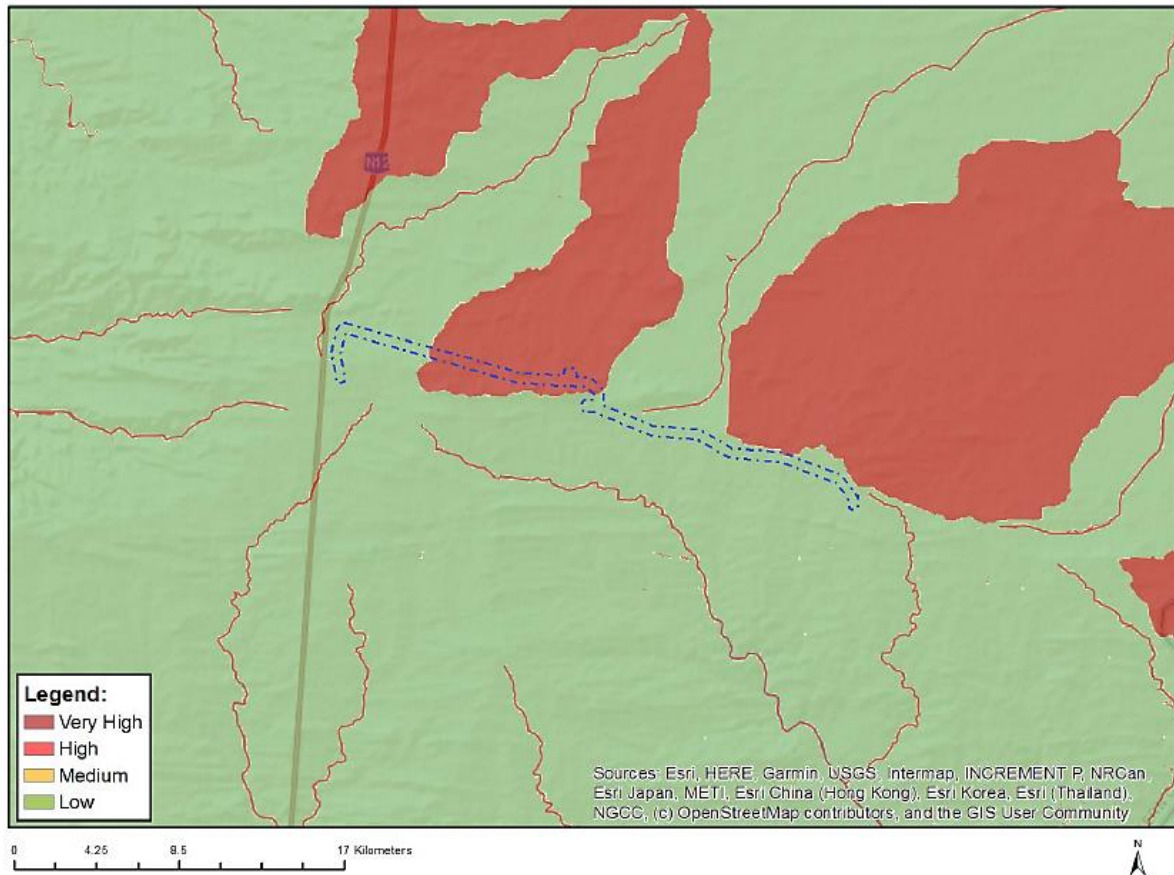 Legend:
Very High
High
Medium
Low
Sources: Esri, HERE, Garmin, USGS, Intermap, INCREMENT P, NRCan,
Esri Japan, METI, Esri China (Hong Kong), Esri Korea, Esri (Thailand),
NGCC, (c) OpenStreetMap contributors, and the GIS User Community
0 4.25 8.5 17 Kilometers
N